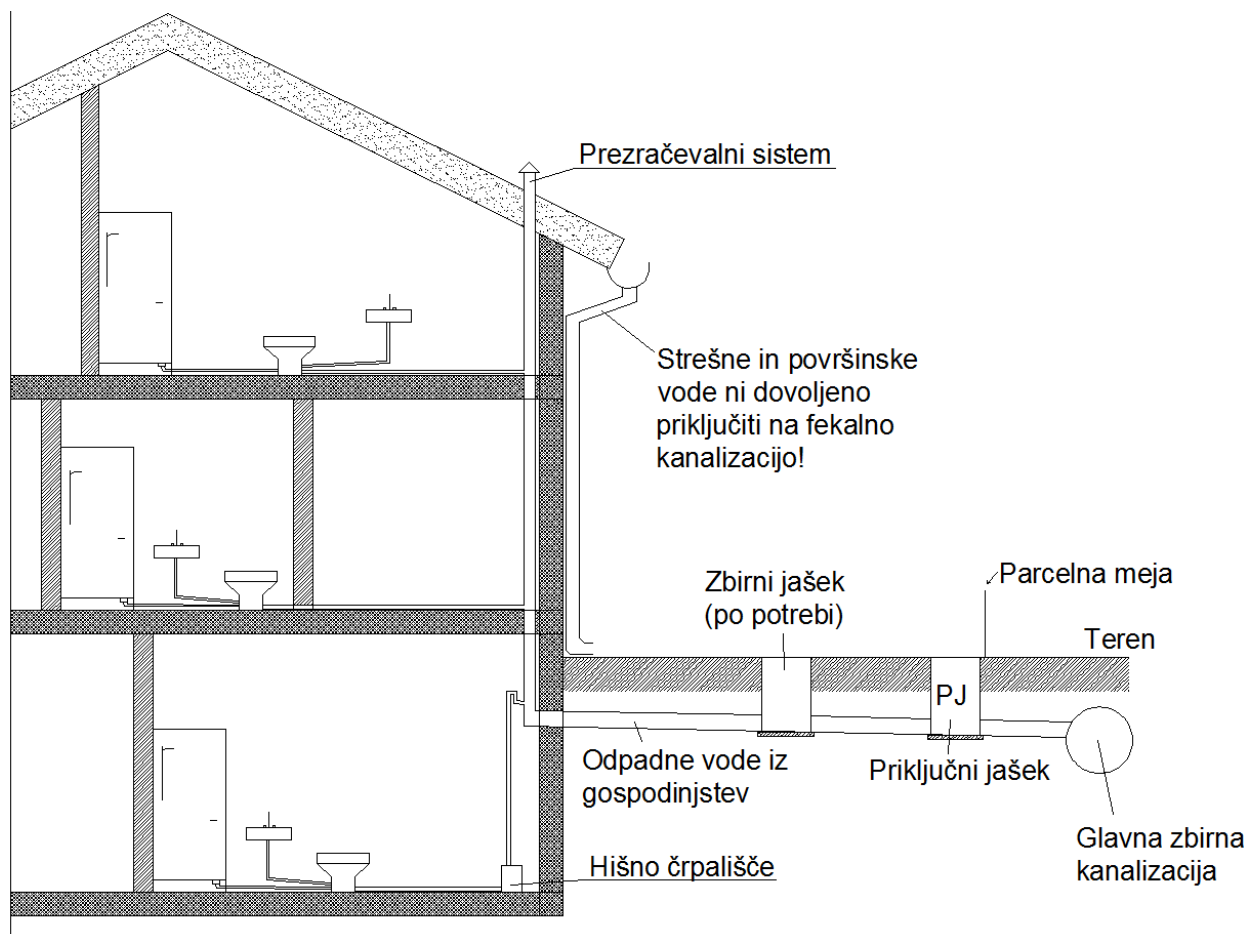 Prezračevalni sistem
Strešne in površinske
vode ni dovoljeno
priključiti na fekalno
kanalizacijo!
Zbirni jašek
(po potrebi)
Parcelna meja
Teren
PJ
Odpadne vode iz
gospodinjstev
Priključni jašek
Glavna zbirna
kanalizacija
Hišno črpališče